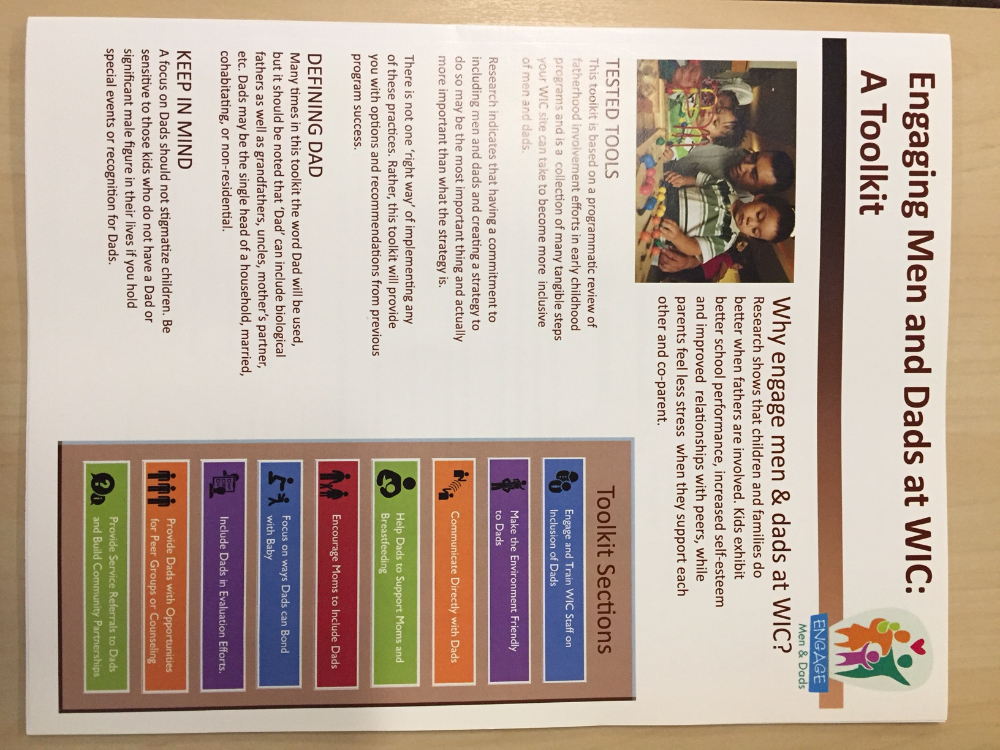 Engaging Men and Dads at WIC:
A Toolkit
ENGAGE
Men & Dads
Why engage men & dads at WIC?
Research shows that children and families do
better when fathers are involved. Kids exhibit
better school performance, increased self-esteem
and improved relationships with peers, while
parents feel less stress when they support each
other and co-parent.
TESTED TOOLS
This toolkit is based on a programmatic review of
fatherhood involvement efforts in early childhood
programs and is a collection of many tangible steps
your WIC site can take to become more inclusive
of men and dads.
Research indicates that having a commitment to
including men and dads and creating a strategy to
do so may be the most important thing and actually
more important than what the strategy is.
There is not one ‘right way’ of implementing any
of these practices. Rather, this toolkit will provide
you with options and recommendations from previous
program success.
DEFINING DAD
Many times in this toolkit the word Dad will be used,
but it should be noted that ‘Dad’ can include biological
fathers as well as grandfathers, uncles, mother’s partner,
etc. Dads may be the single head of a household, married,
cohabitating, or non-residential.
KEEP IN MIND
A focus on Dads should not stigmatize children. Be
sensitive to those kids who do not have a Dad or
significant male figure in their lives if you hold
special events or recognition for Dads.
Toolkit Sections
Engage and Train WIC Staff on
Inclusion of Dads
Make the Environment Friendly
to Dads
Communicate Directly with Dads
Help Dads to Support Moms and
Breastfeeding
Encourage Moms to Include Dads
Focus on ways Dads can Bond
with Baby
Include Dads in Evaluation Efforts.
Provide Dads with Opportunities
for Peer Groups or Counseling
Provide Service Referrals to Dads
and Build Community Partnerships